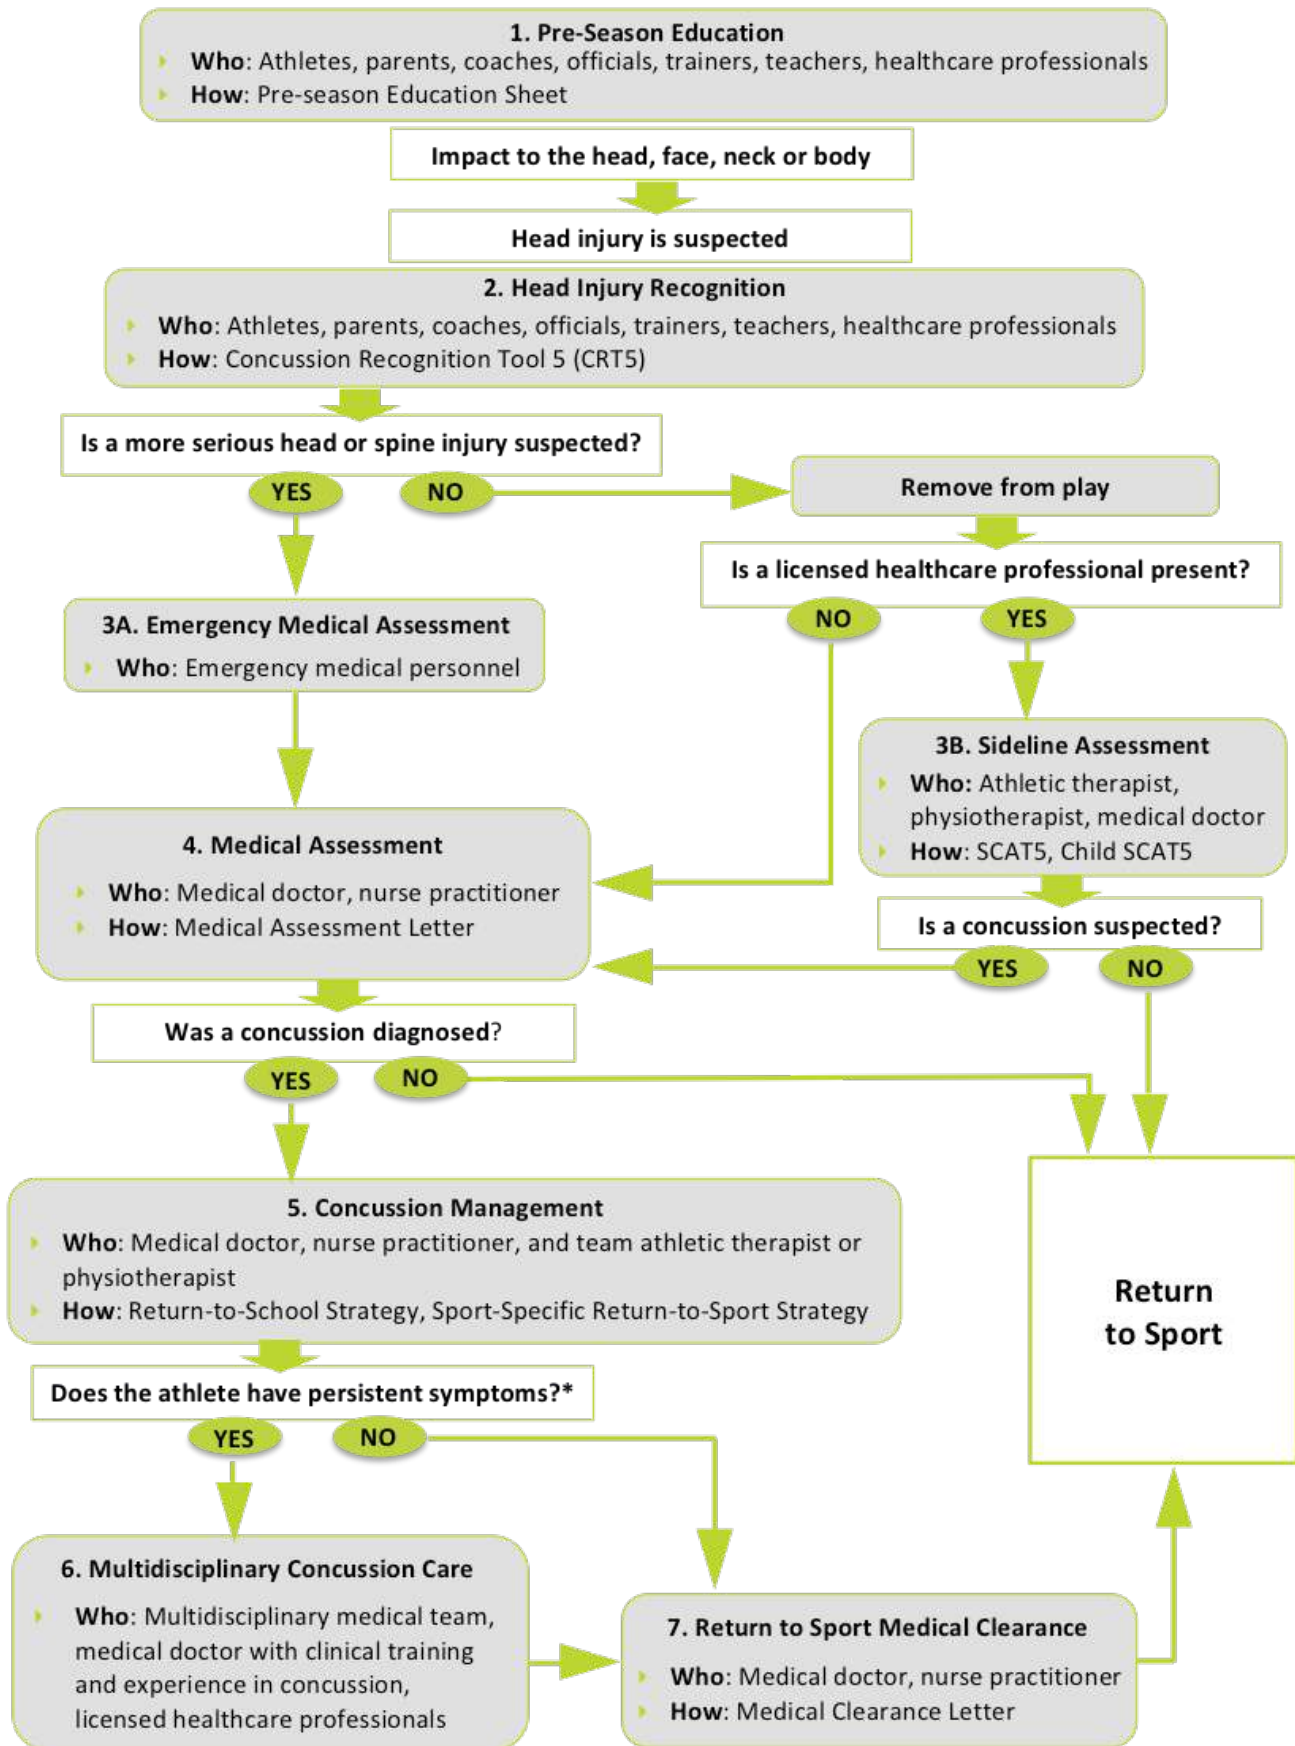 1. Pre-Season Education
Who: Athletes, parents, coaches, officials, trainers, teachers, healthcare professionals
How: Pre-season Education Sheet
Impact to the head, face, neck or body
Head injury is suspected
2. Head Injury Recognition
Who: Athletes, parents, coaches, officials, trainers, teachers, healthcare professionals
How: Concussion Recognition Tool 5 (CRT5)
Is a more serious head or spine injury suspected?
YES
NO
Remove from play
Is a licensed healthcare professional present?
NO
YES
3A. Emergency Medical Assessment
Who: Emergency medical personnel
3B. Sideline Assessment
Who: Athletic therapist,
physiotherapist, medical doctor
How: SCAT5, Child SCAT5
4. Medical Assessment
Who: Medical doctor, nurse practitioner
How: Medical Assessment Letter
Is a concussion suspected?
YES
NO
Was a concussion diagnosed?
YES
NO
5. Concussion Management
Who: Medical doctor, nurse practitioner, and team athletic therapist or
physiotherapist
How: Return-to-School Strategy, Sport-Specific Return-to-Sport Strategy
Return
to Sport
Does the athlete have persistent symptoms?*
YES
NO
6. Multidisciplinary Concussion Care
Who: Multidisciplinary medical team,
medical doctor with clinical training
and experience in concussion,
licensed healthcare professionals
7. Return to Sport Medical Clearance
Who: Medical doctor, nurse practitioner
How: Medical Clearance Letter